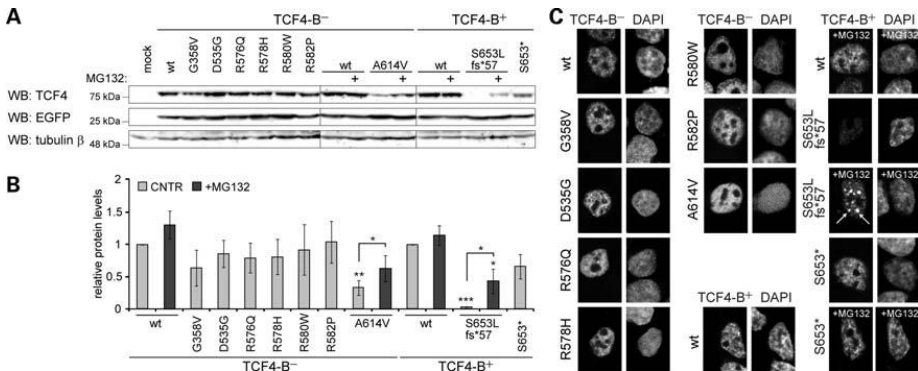 A
TCF4-B⁻ TCF4-B⁺
mock wt G358V D535G R576Q R578H R580W R582P wt A614V wt S653L fs*57 S653*
MG132: + + + +
WB: TCF4 75 kDa
WB: EGFP 25 kDa
WB: tubulin β 48 kDa
B
CNTR +MG132
relative protein levels
2
1.5
1
0.5
0
** * *** * *
wt G358V D535G R576Q R578H R580W R582P A614V wt S653L fs*57 S653*
TCF4-B⁻ TCF4-B⁺
C
TCF4-B⁻ DAPI TCF4-B⁻ DAPI TCF4-B⁺ DAPI
wt R580W wt +MG132 +MG132
G358V R582P S653L fs*57
D535G A614V S653L fs*57 +MG132 +MG132
R576Q S653*
TCF4-B⁺ DAPI
R578H wt S653* +MG132 +MG132